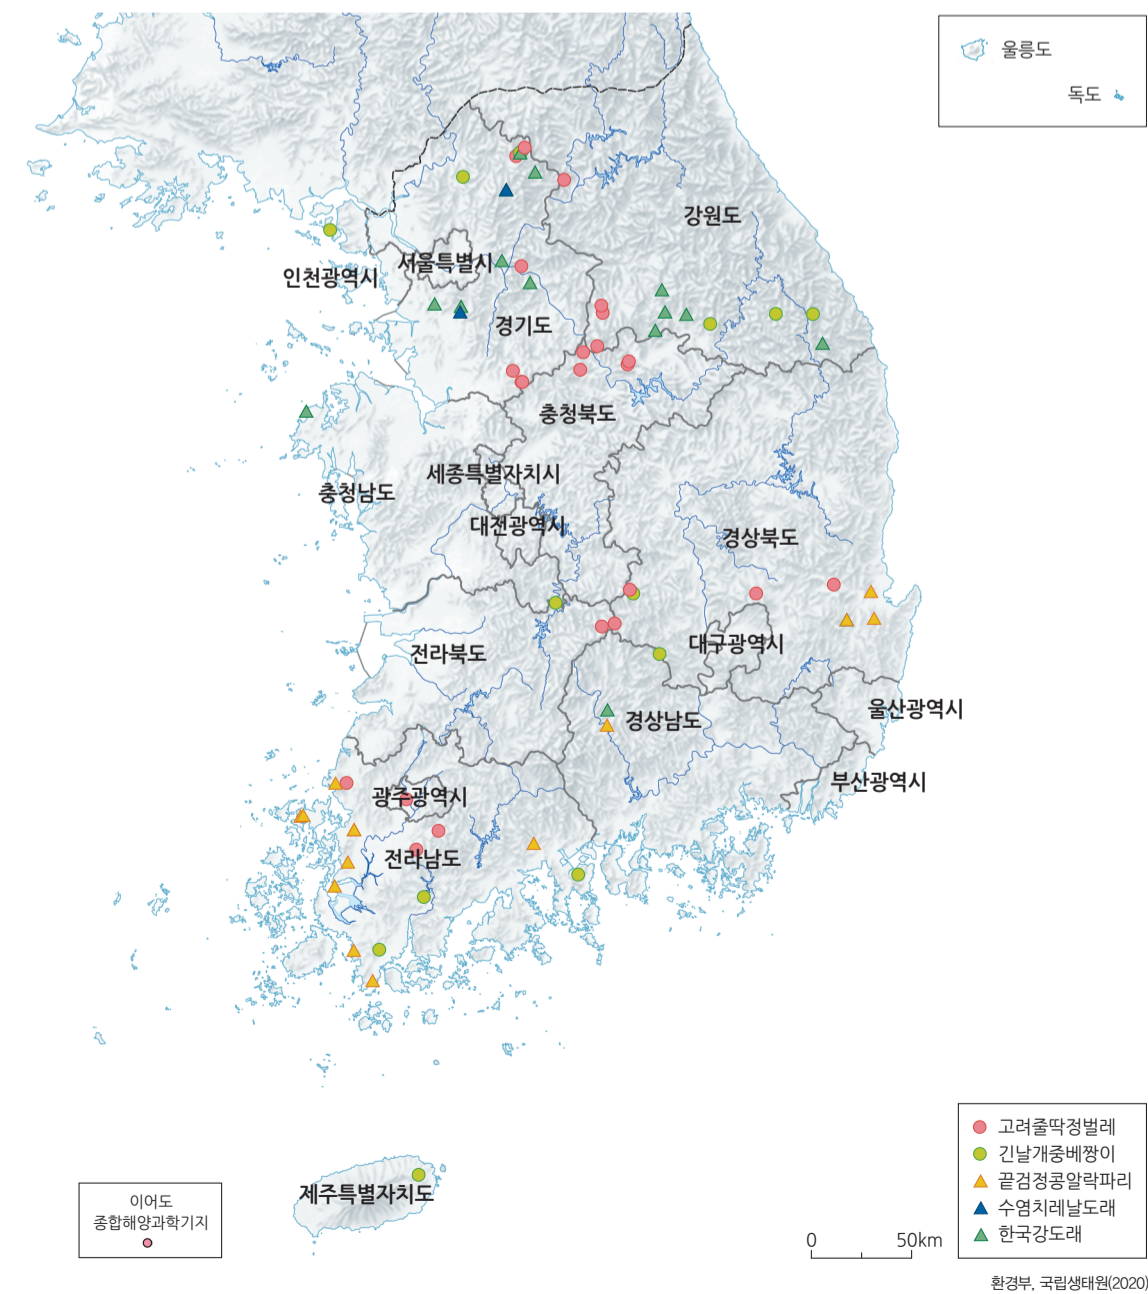 울릉도
독도
강원도
서울특별시
인천광역시
경기도
충청북도
세종특별자치시
충청남도
대전광역시
경상북도
대구광역시
전라북도
울산광역시
경상남도
부산광역시
광주광역시
전라남도
제주특별자치도
이어도
종합해양과학기지
고려줄딱정벌레
긴날개중베짱이
끝검정콩알락파리
수염치레날도래
한국강도래
0 50km
환경부, 국립생태원(2020)